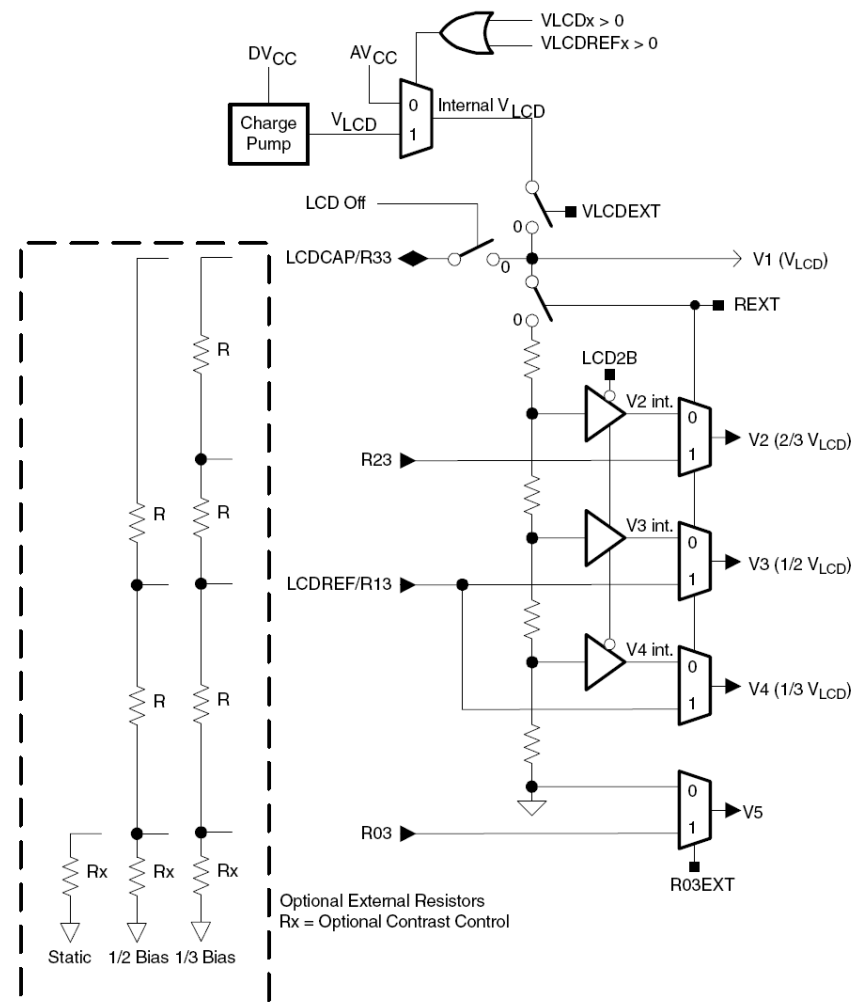 VLCDx > 0
VLCDREFx > 0
DVCC
AVCC
Charge
Pump
VLCD
0
1
Internal VLCD
LCD Off
VLCDEXT
0
LCDCAP/R33
0
V1 (VLCD)
0
REXT
R
LCD2B
V2 int.
0
1
V2 (2/3 VLCD)
R23
R
R
V3 int.
0
1
V3 (1/2 VLCD)
LCDREF/R13
V4 int.
0
1
V4 (1/3 VLCD)
R
R
0
1
V5
R03
R03EXT
Rx
Rx
Rx
Optional External Resistors
Rx = Optional Contrast Control
Static
1/2 Bias
1/3 Bias